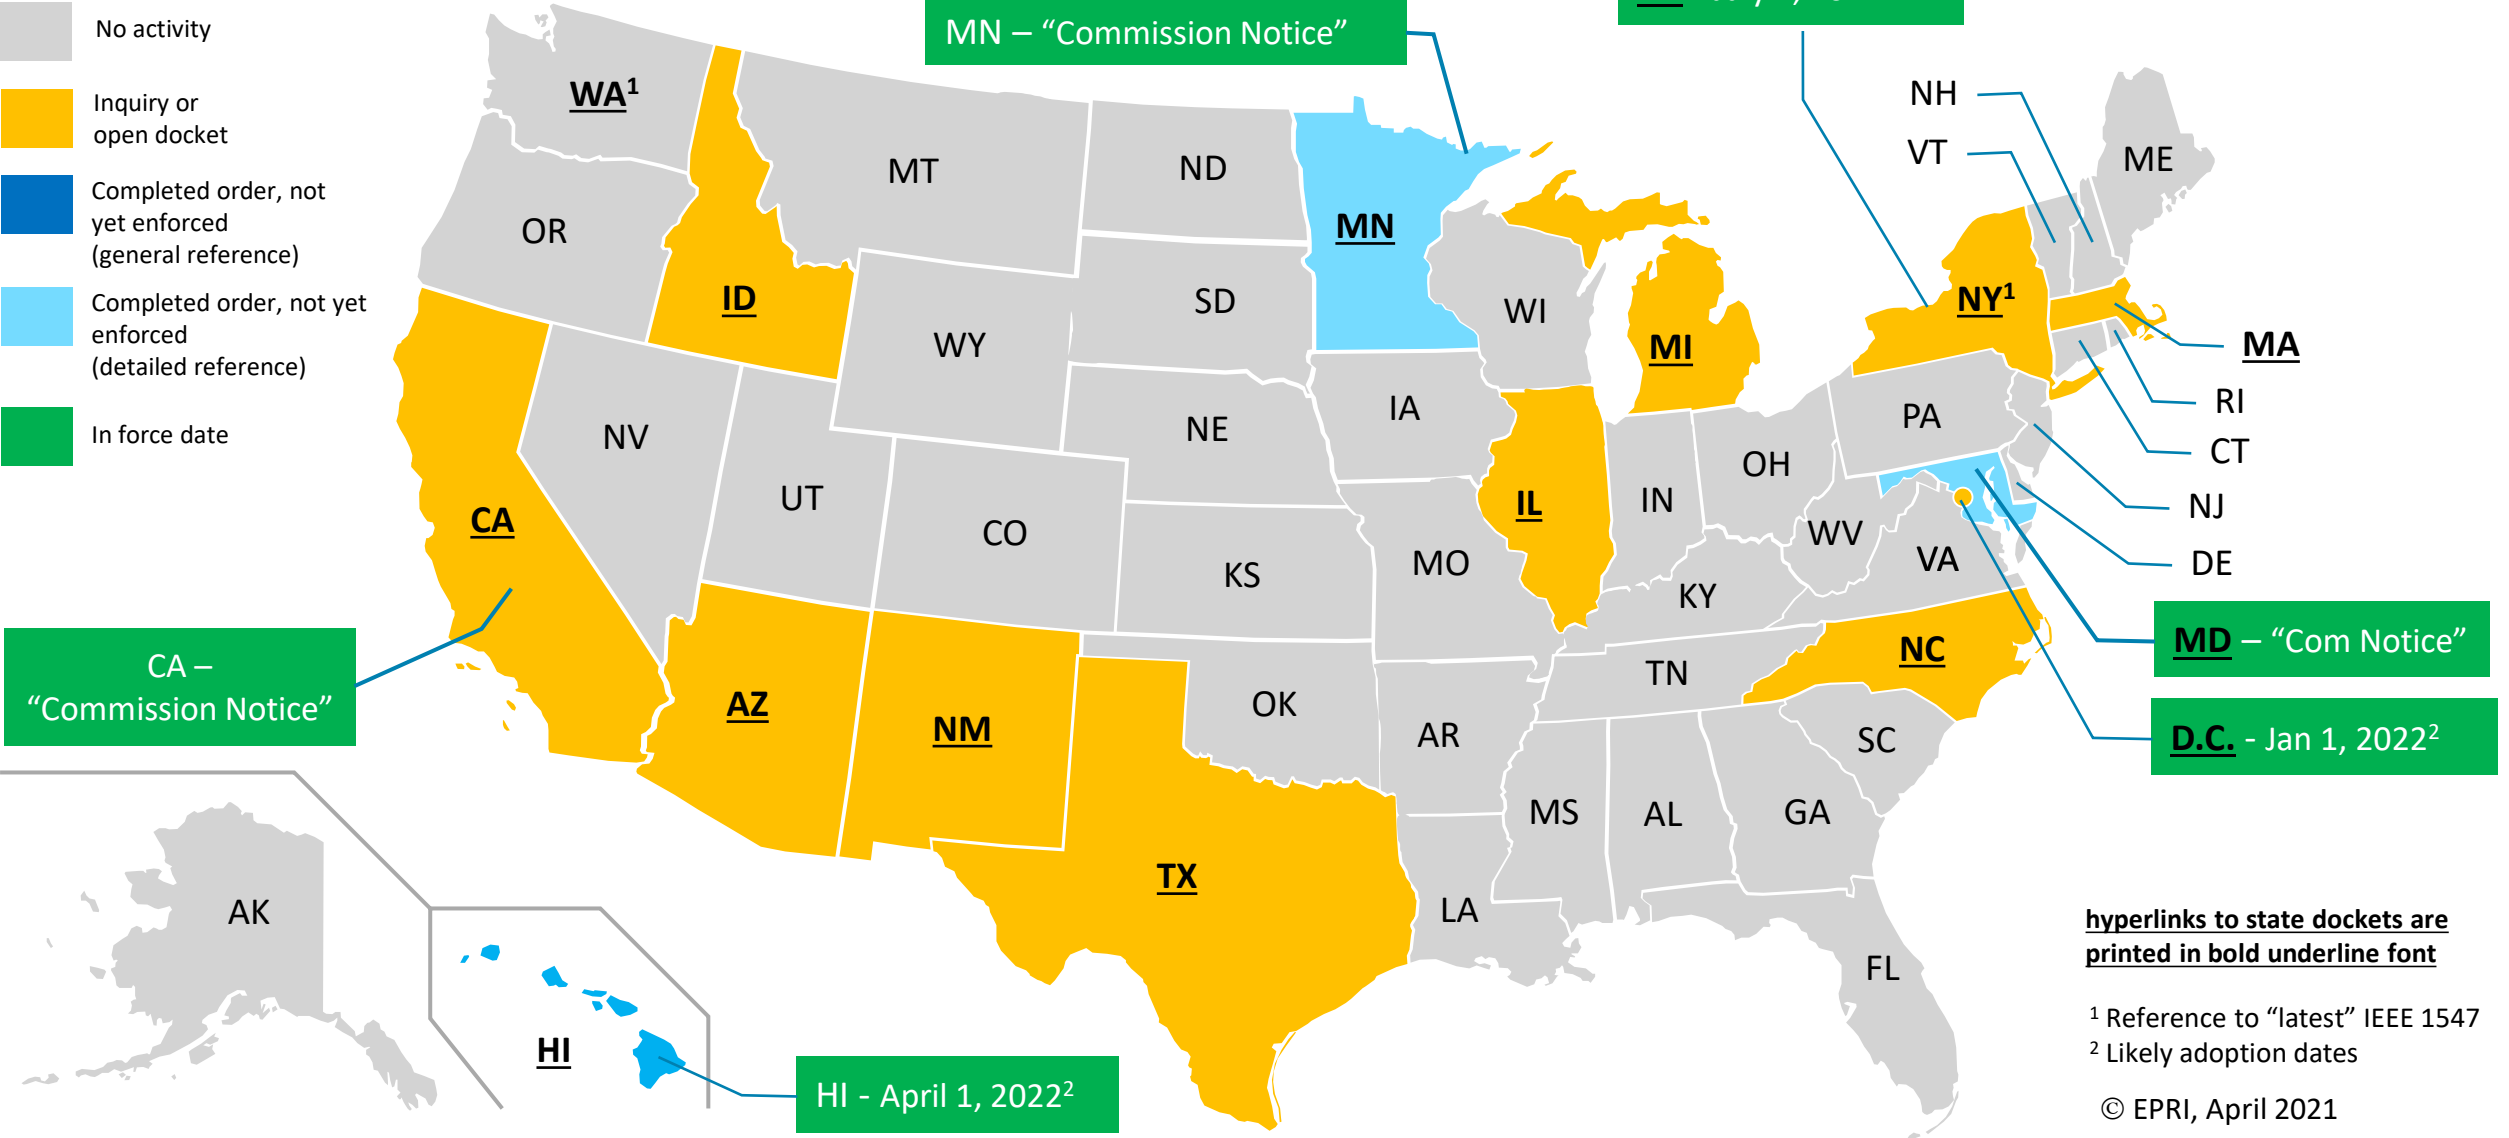 No activity
Inquiry or
open docket
Completed order, not
yet enforced
(general reference)
Completed order, not yet
enforced
(detailed reference)
In force date
MN – “Commission Notice”
WA¹
OR
ID
MT
ND
MN
SD
WY
NE
IA
WI
MI
NH
VT
ME
NY¹
MA
RI
CT
NJ
DE
PA
OH
IN
IL
WV
VA
KY
NC
TN
SC
GA
AL
MS
FL
LA
AR
MO
KS
OK
TX
NM
AZ
CO
UT
NV
CA
CA –
“Commission Notice”
MD – “Com Notice”
D.C. - Jan 1, 2022²
AK
HI
HI - April 1, 2022²
hyperlinks to state dockets are
printed in bold underline font
¹ Reference to “latest” IEEE 1547
² Likely adoption dates
© EPRI, April 2021